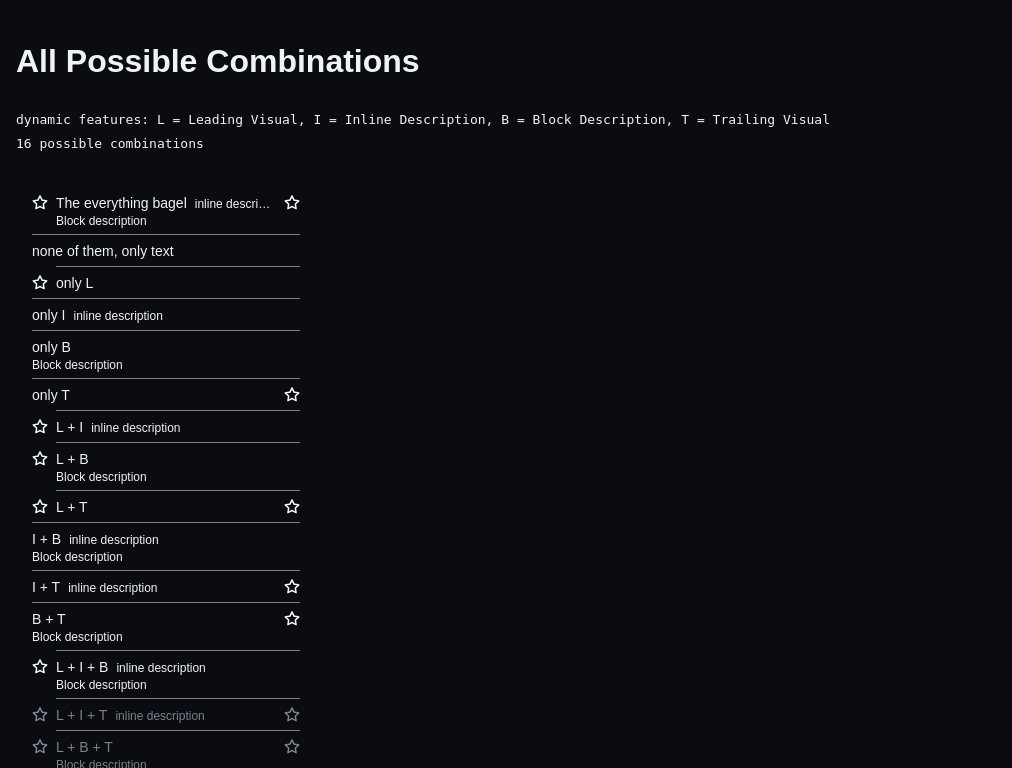 All Possible Combinations
dynamic features: L = Leading Visual, I = Inline Description, B = Block Description, T = Trailing Visual
16 possible combinations
The everything bagel inline descri…
Block description
none of them, only text
only L
only I inline description
only B
Block description
only T
L + I inline description
L + B
Block description
L + T
I + B inline description
Block description
I + T inline description
B + T
Block description
L + I + B inline description
Block description
L + I + T inline description
L + B + T
Block description